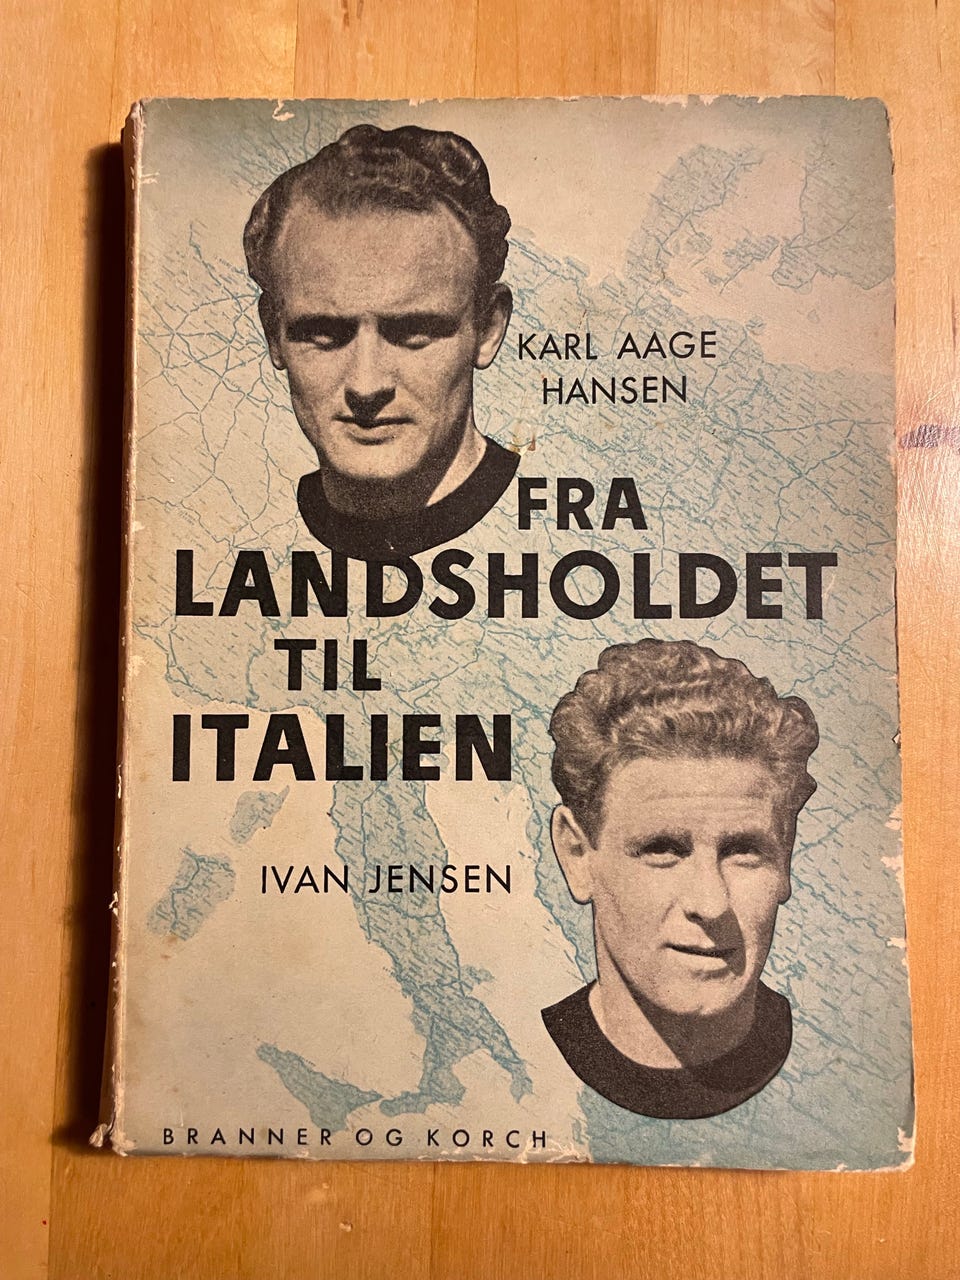 KARL AAGE
HANSEN
FRA
LANDSHOLDET
TIL
ITALIEN
IVAN JENSEN
BRANNER OG KORCH